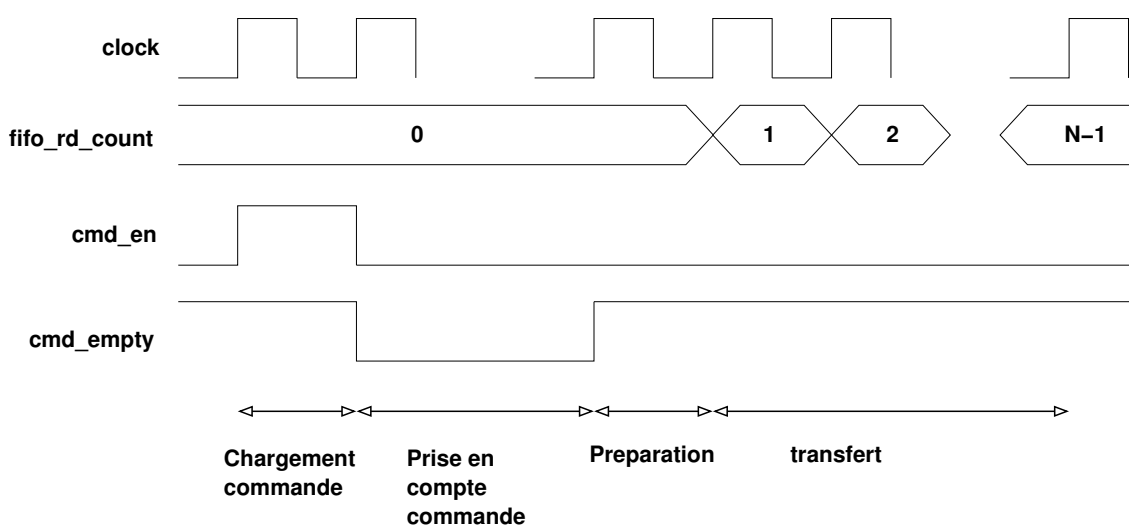 clock
fifo_rd_count
0
1
2
N−1
cmd_en
cmd_empty
Chargement
commande
Prise en
compte
commande
Preparation
transfert